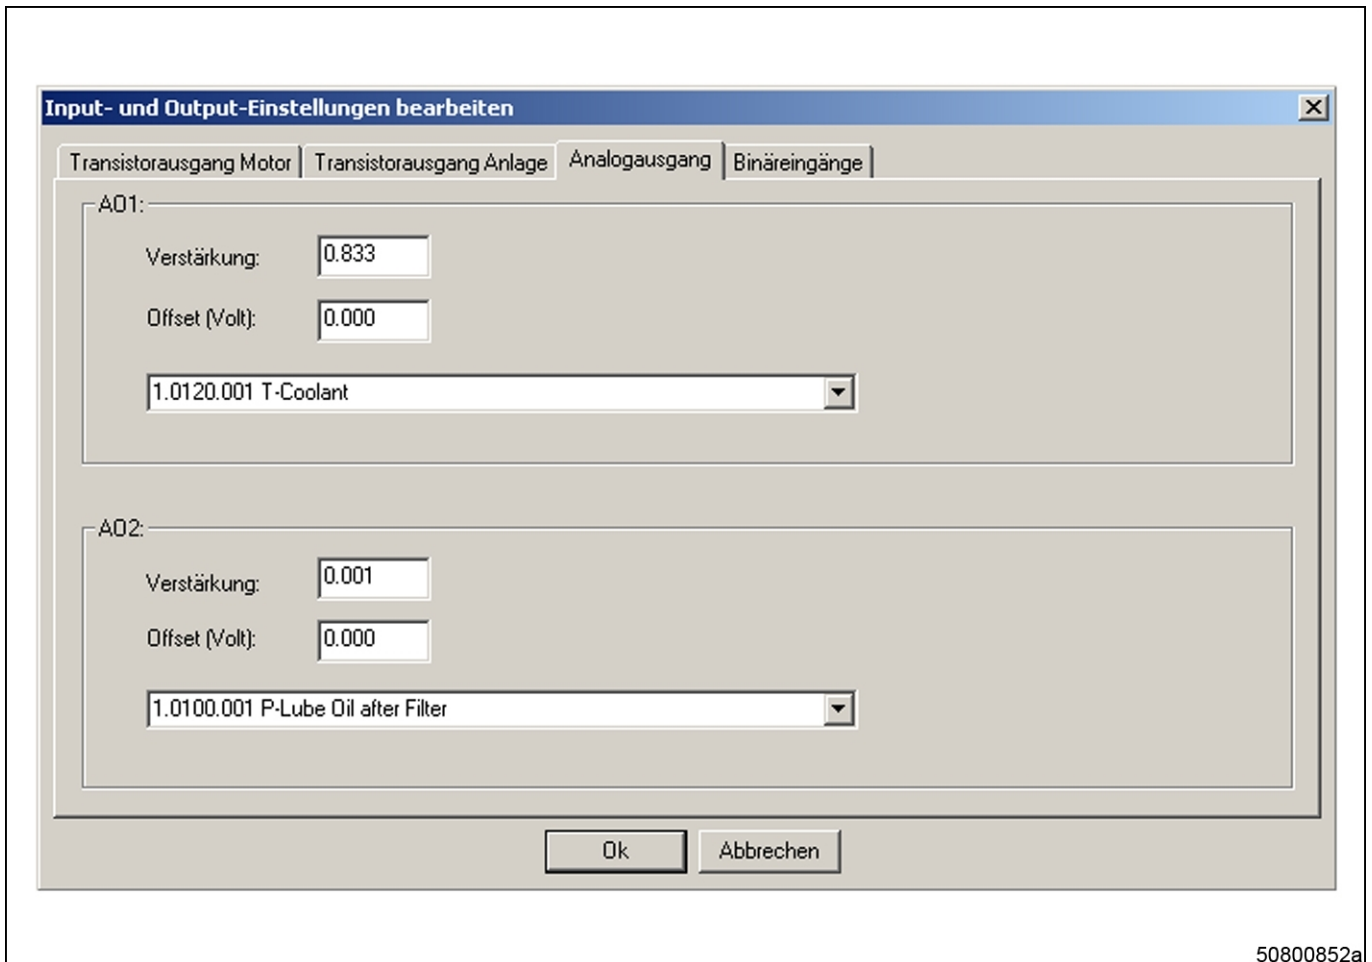 Input- und Output-Einstellungen bearbeiten
Transistorausgang Motor
Transistorausgang Anlage
Analogausgang
Binäreingänge
AO1:
Verstärkung: 0.833
Offset (Volt): 0.000
1.0120.001 T-Coolant
AO2:
Verstärkung: 0.001
Offset (Volt): 0.000
1.0100.001 P-Lube Oil after Filter
Ok
Abbrechen
50800852a